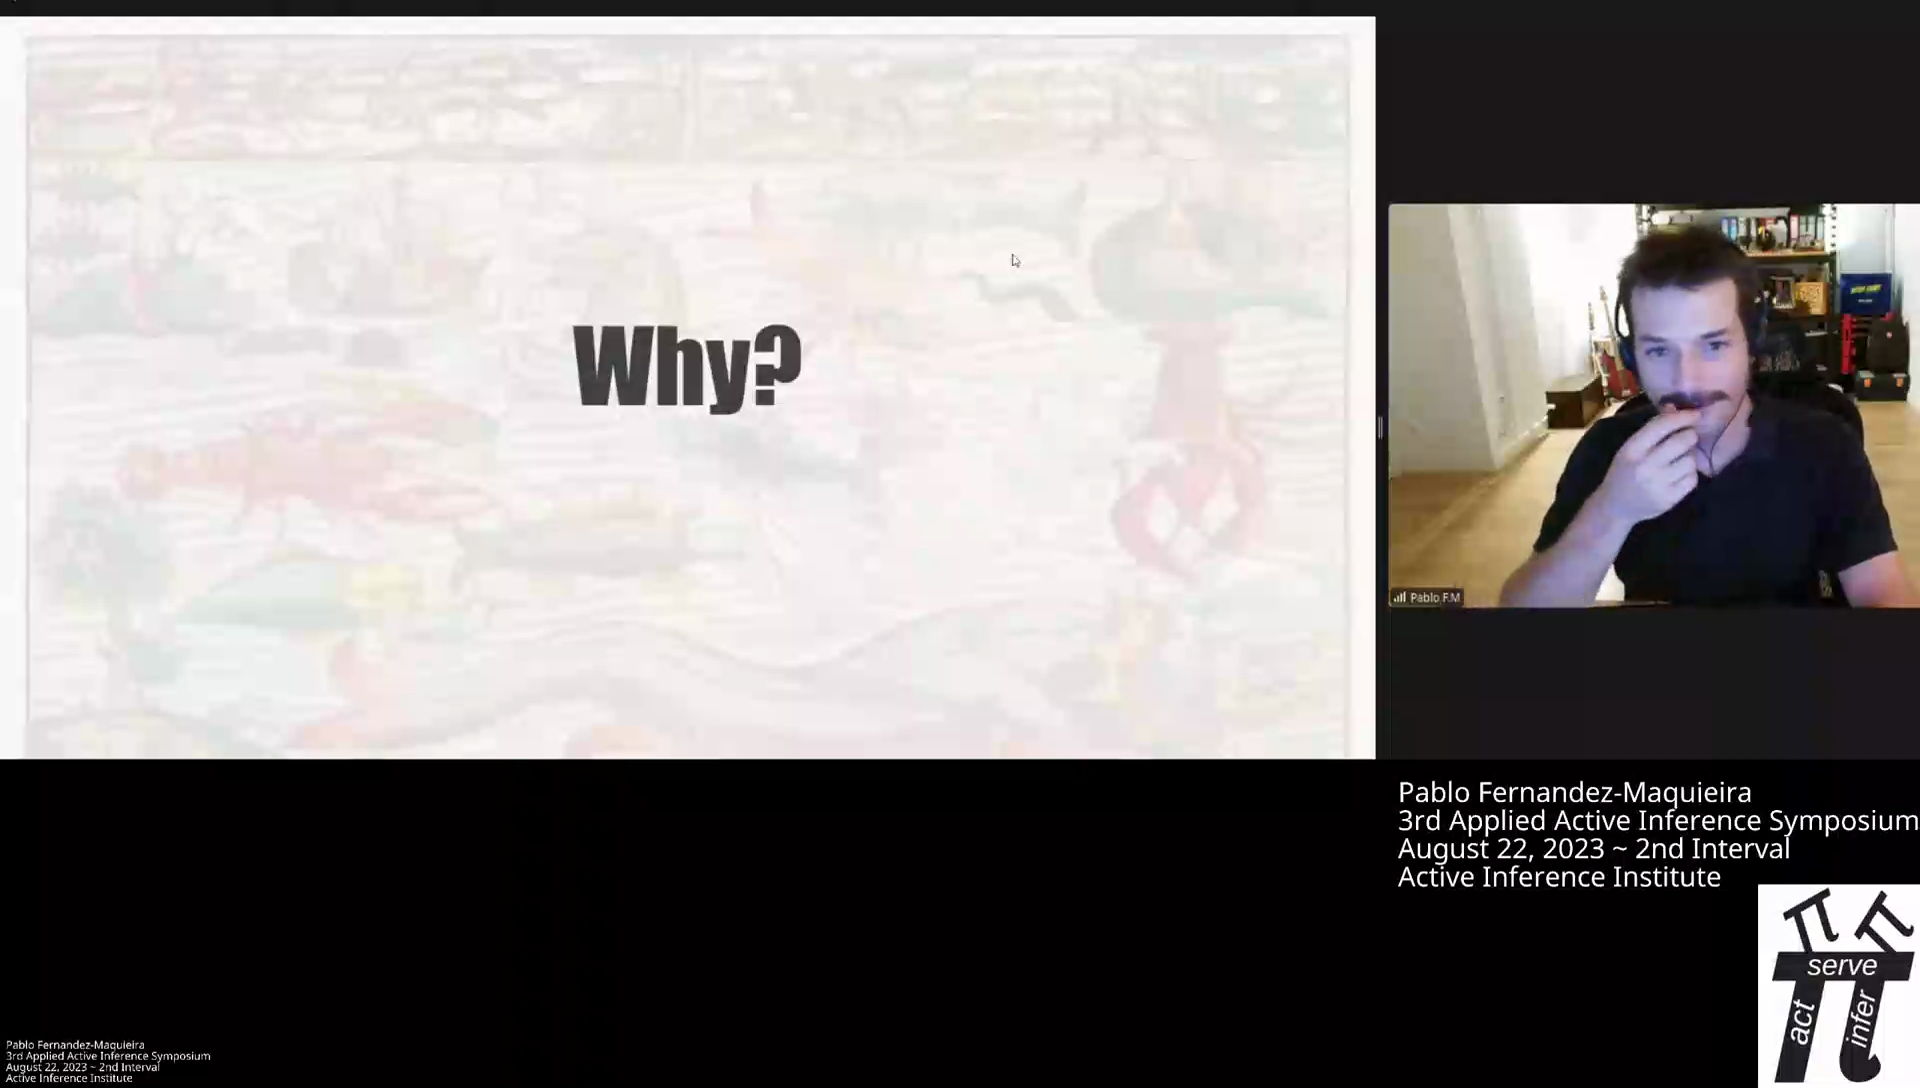 Why?
Pablo F.M
Pablo Fernandez-Maquieira
3rd Applied Active Inference Symposium
August 22, 2023 ~ 2nd Interval
Active Inference Institute
serve
act
infer
Pablo Fernandez-Maquieira
3rd Applied Active Inference Symposium
August 22, 2023 ~ 2nd Interval
Active Inference Institute